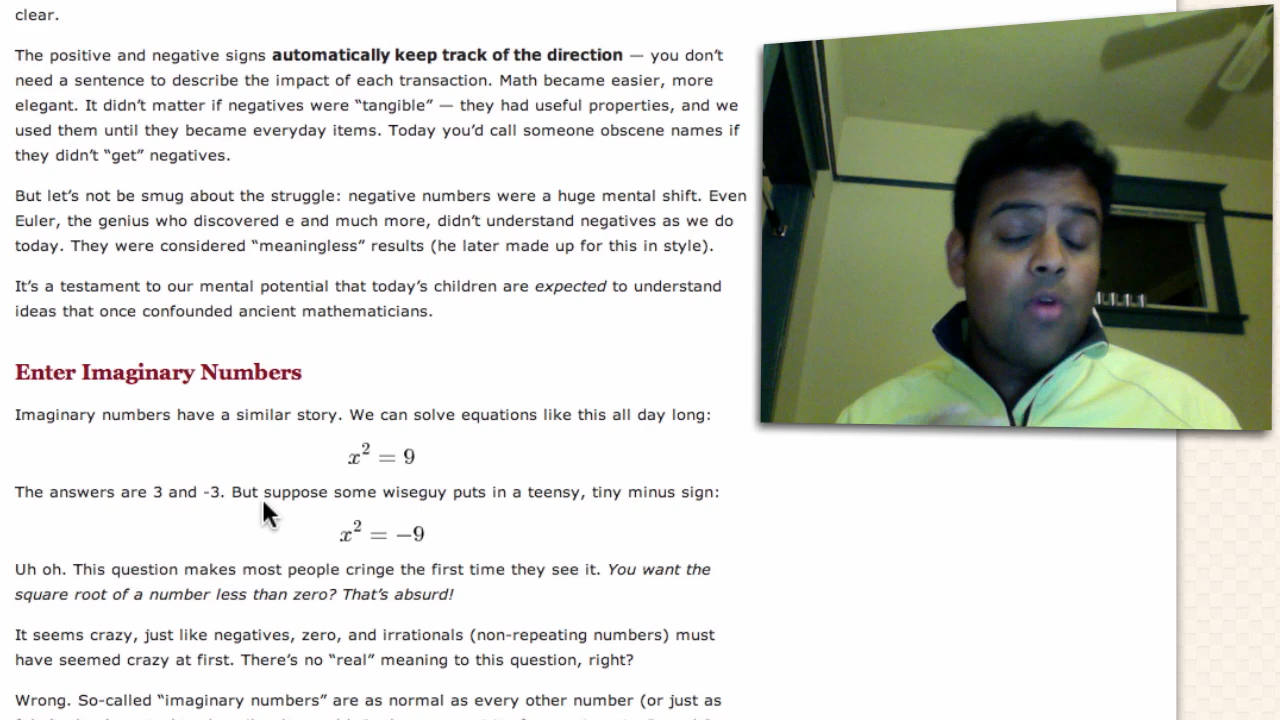 clear.
The positive and negative signs automatically keep track of the direction — you don’t
need a sentence to describe the impact of each transaction. Math became easier, more
elegant. It didn’t matter if negatives were “tangible” — they had useful properties, and we
used them until they became everyday items. Today you’d call someone obscene names if
they didn’t “get” negatives.
But let’s not be smug about the struggle: negative numbers were a huge mental shift. Even
Euler, the genius who discovered e and much more, didn’t understand negatives as we do
today. They were considered “meaningless” results (he later made up for this in style).
It’s a testament to our mental potential that today’s children are expected to understand
ideas that once confounded ancient mathematicians.
Enter Imaginary Numbers
Imaginary numbers have a similar story. We can solve equations like this all day long:
x² = 9
The answers are 3 and -3. But suppose some wiseguy puts in a teensy, tiny minus sign:
x² = −9
Uh oh. This question makes most people cringe the first time they see it. You want the
square root of a number less than zero? That’s absurd!
It seems crazy, just like negatives, zero, and irrationals (non-repeating numbers) must
have seemed crazy at first. There’s no “real” meaning to this question, right?
Wrong. So-called “imaginary numbers” are as normal as every other number (or just as